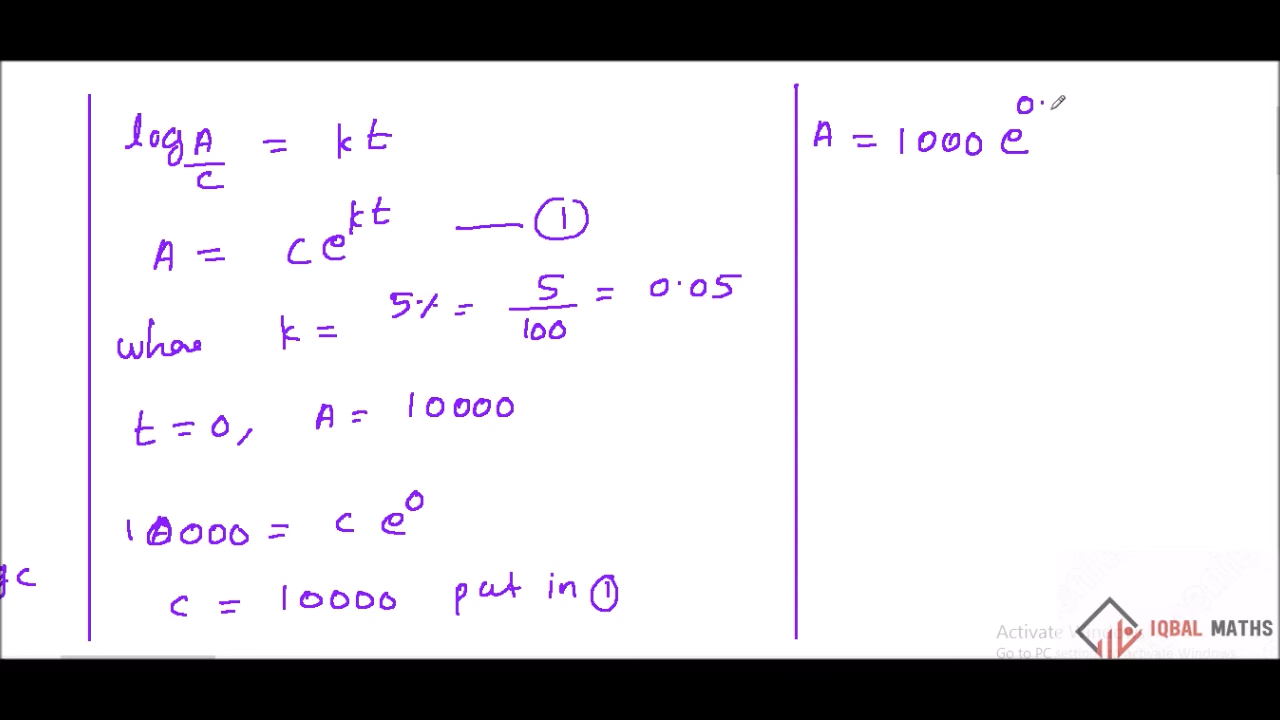 gc
log A/c = kt
A = c e^kt —— ①
where k = 5% = 5/100 = 0.05
t = 0, A = 10000
10000 = c e^0
c = 10000 put in ①
A = 1000 e^0.
Activate Windows
Go to PC settings to activate Windows.
IQBAL MATHS